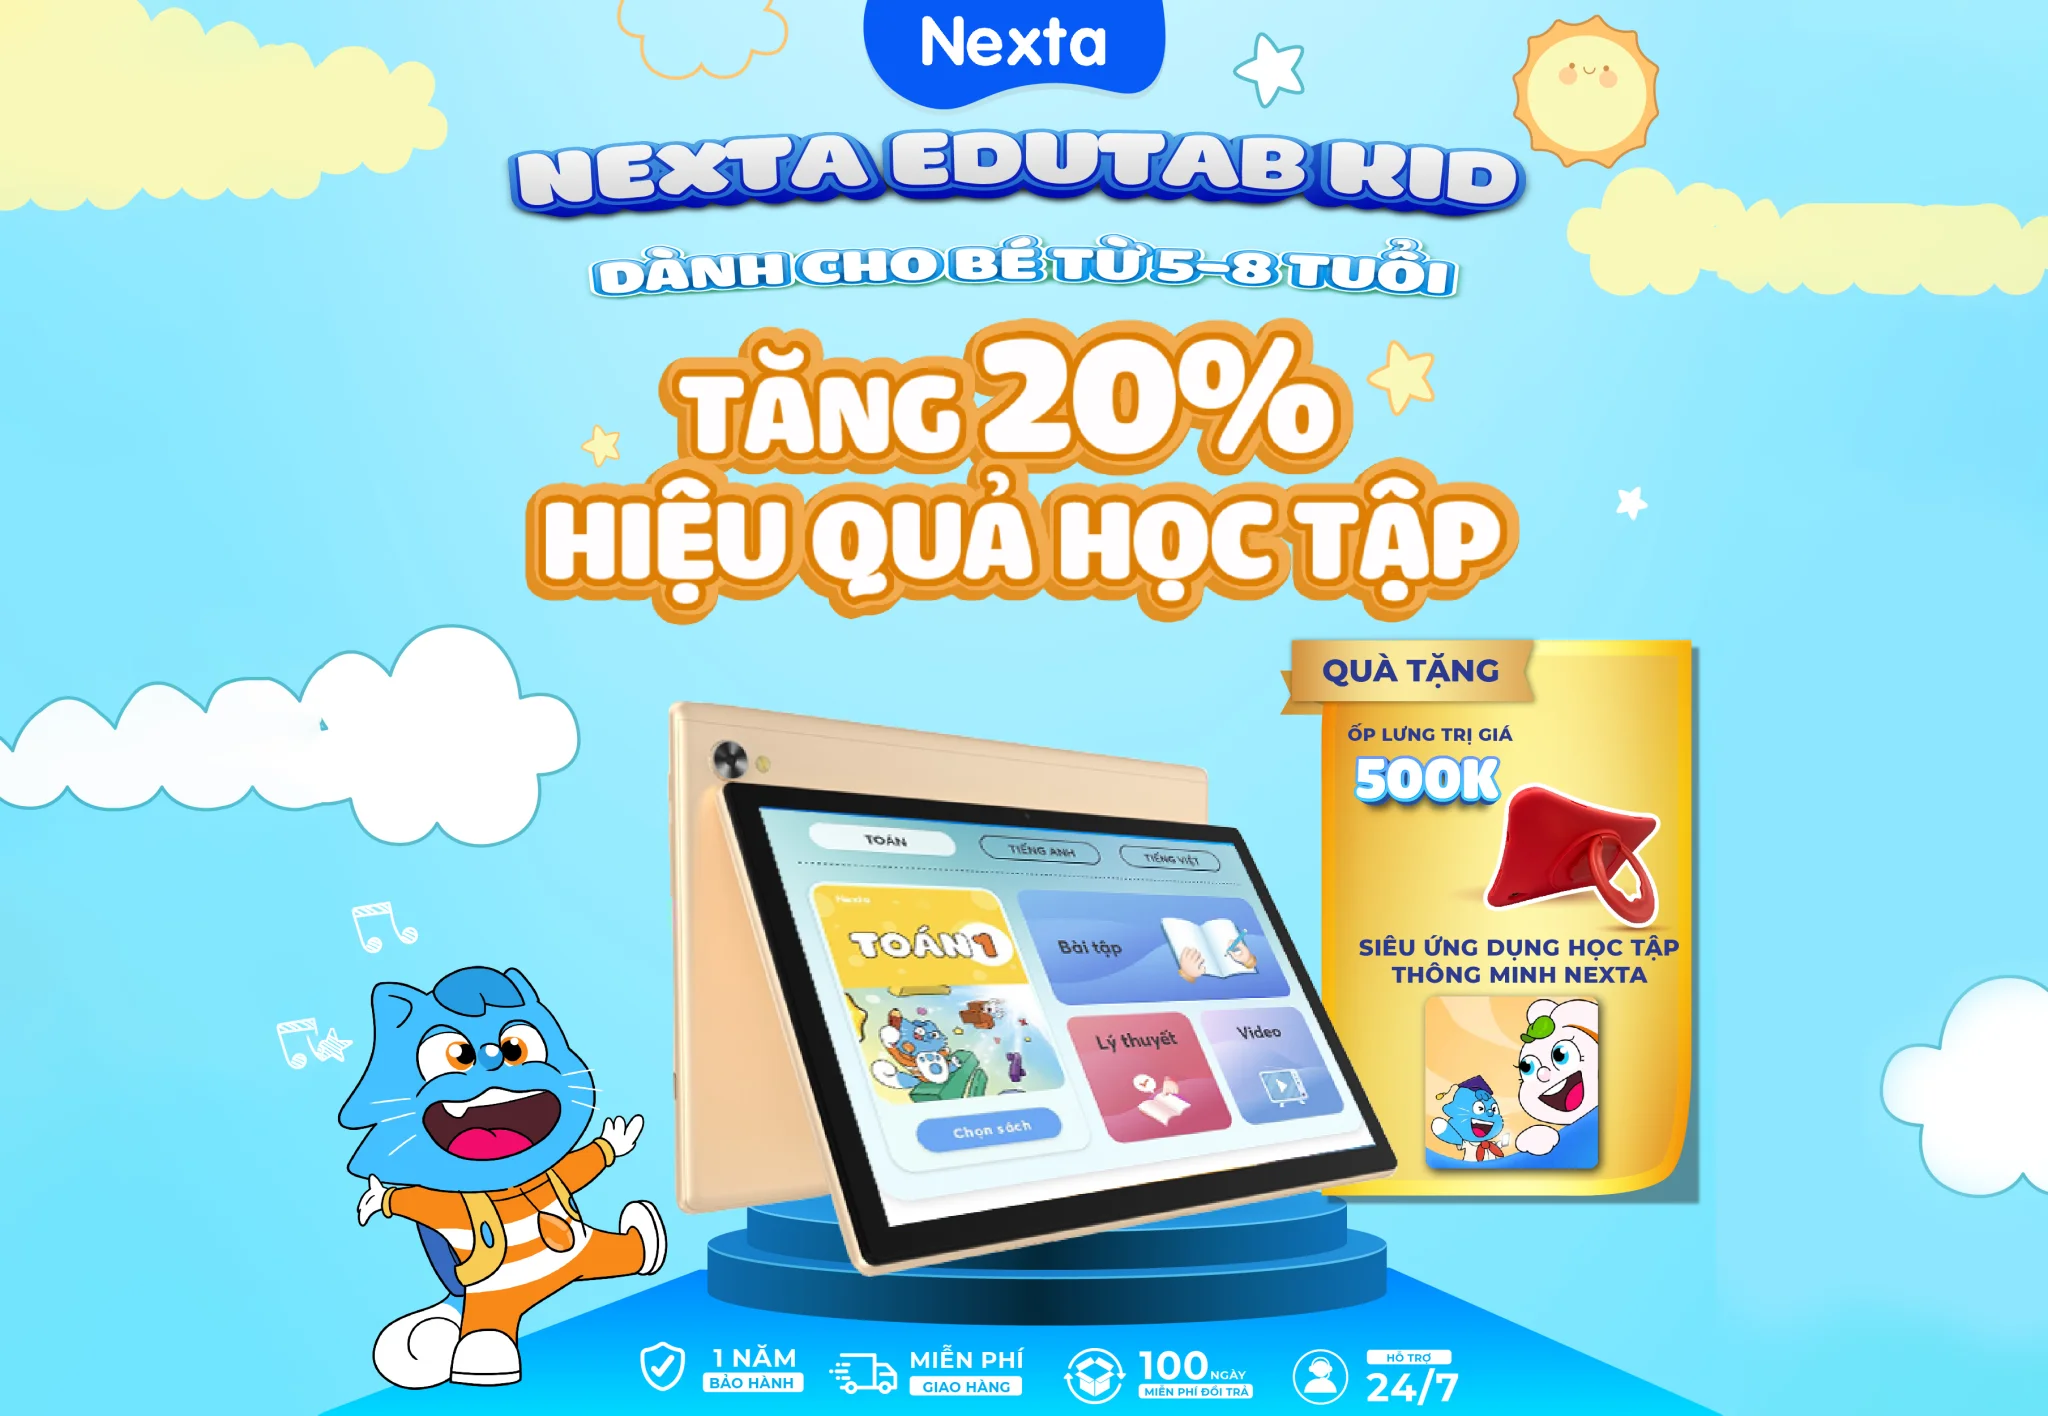 Nexta
NEXTA EDUTAB KID
DÀNH CHO BÉ TỪ 5-8 TUỔI
TĂNG 20%
HIỆU QUẢ HỌC TẬP
QUÀ TẶNG
ỐP LƯNG TRỊ GIÁ
500K
SIÊU ỨNG DỤNG HỌC TẬP
THÔNG MINH NEXTA
TOÁN
TIẾNG ANH
TIẾNG VIỆT
Nexta
TOÁN1
Bài tập
Lý thuyết
Video
Chọn sách
1 NĂM
BẢO HÀNH
MIỄN PHÍ
GIAO HÀNG
100 NGÀY
MIỄN PHÍ ĐỔI TRẢ
HỖ TRỢ
24/7